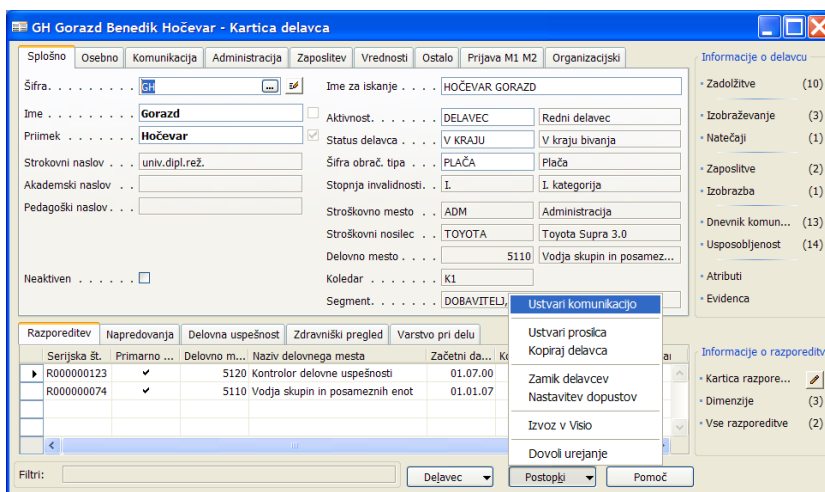 GH Gorazd Benedik Hočevar - Kartica delavca
Splošno Osebno Komunikacija Administracija Zaposlitev Vrednosti Ostalo Prijava M1 M2 Organizacijski
Šifra. . . . . . . . GH ...
Ime . . . . . . . . . Gorazd
Priimek . . . . . . . Hočevar
Strokovni naslov . . . univ.dipl.rež.
Akademski naslov . .
Pedagoški naslov. . .
Neaktiven . . . . . .
Ime za iskanje . . . . HOČEVAR GORAZD
Aktivnost. . . . . . . DELAVEC Redni delavec
Status delavca . . . . V KRAJU V kraju bivanja
Šifra obrač. tipa . . . PLAČA Plača
Stopnja invalidnosti. . I. I. kategorija
Stroškovno mesto . . ADM Administracija
Stroškovni nosilec . . TOYOTA Toyota Supra 3.0
Delovno mesto . . . . 5110 Vodja skupin in posamez...
Koledar . . . . . . . K1
Segment. . . . . . . DOBAVITELJ,
Informacije o delavcu
Zadolžitve (10)
Izobraževanje (3)
Natečaji (1)
Zaposlitve (2)
Izobrazba (1)
Dnevnik komun... (13)
Usposobljenost (14)
Atributi
Evidenca
Razporeditev Napredovanja Delovna uspešnost Zdravniški pregled Varstvo pri delu
Serijska št. Primarno ... Delovno m... Naziv delovnega mesta Začetni da...
R000000123 5120 Kontrolor delovne uspešnosti 01.07.00
R000000074 5110 Vodja skupin in posameznih enot 01.01.07
Ustvari komunikacijo
Ustvari prosilca
Kopiraj delavca
Zamik delavcev
Nastavitev dopustov
Izvoz v Visio
Dovoli urejanje
Informacije o razporeditv
Kartica razpore...
Dimenzije (3)
Vse razporeditve (2)
Filtri:
Delavec Postopki Pomoč